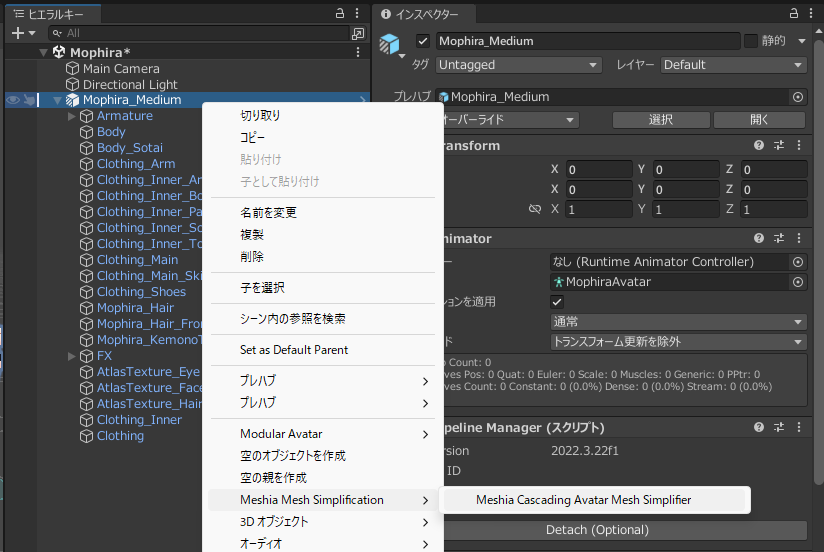 ヒエラルキー
All
Mophira*
Main Camera
Directional Light
Mophira_Medium
Armature
Body
Body_Sotai
Clothing_Arm
Clothing_Inner_Ar
Clothing_Inner_Bo
Clothing_Inner_Pa
Clothing_Inner_So
Clothing_Inner_To
Clothing_Main
Clothing_Main_Ski
Clothing_Shoes
Mophira_Hair
Mophira_Hair_Fron
Mophira_KemonoT
FX
AtlasTexture_Eye
AtlasTexture_Face
AtlasTexture_Hair
Clothing_Inner
Clothing
切り取り
コピー
貼り付け
子として貼り付け
名前を変更
複製
削除
子を選択
シーン内の参照を検索
Set as Default Parent
プレハブ
プレハブ
Modular Avatar
空のオブジェクトを作成
空の親を作成
Meshia Mesh Simplification
3D オブジェクト
オーディオ
Meshia Cascading Avatar Mesh Simplifier
インスペクター
Mophira_Medium 静的
タグ Untagged レイヤー Default
プレハブ Mophira_Medium
オーバーライド 選択 開く
ransform
X 0 Y 0 Z 0
X 0 Y 0 Z 0
X 1 Y 1 Z 1
nimator
ー なし (Runtime Animator Controller)
MophiraAvatar
ションを適用
通常
ド トランスフォーム更新を除外
p Count: 0
ves Pos: 0 Quat: 0 Euler: 0 Scale: 0 Muscles: 0 Generic: 0 PPtr: 0
ves Count: 0 Constant: 0 (0.0%) Dense: 0 (0.0%) Stream: 0 (0.0%)
peline Manager (スクリプト)
ersion 2022.3.22f1
ID
Detach (Optional)